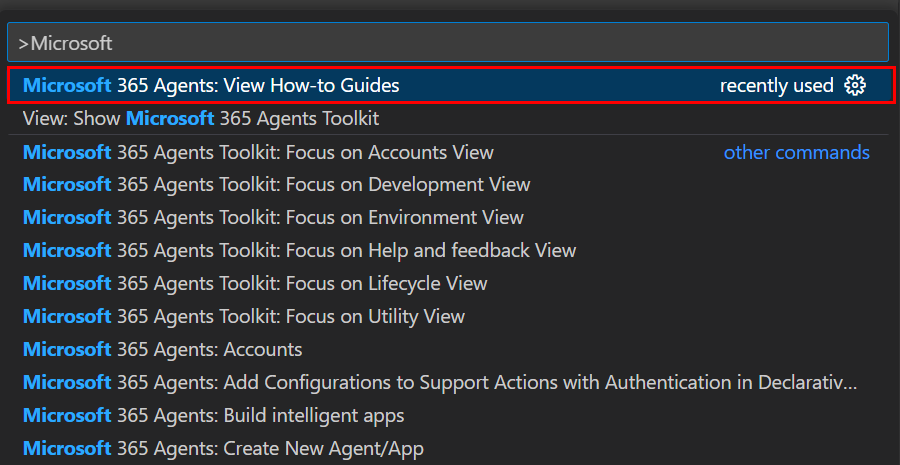 >Microsoft
Microsoft 365 Agents: View How-to Guides recently used
View: Show Microsoft 365 Agents Toolkit
Microsoft 365 Agents Toolkit: Focus on Accounts View other commands
Microsoft 365 Agents Toolkit: Focus on Development View
Microsoft 365 Agents Toolkit: Focus on Environment View
Microsoft 365 Agents Toolkit: Focus on Help and feedback View
Microsoft 365 Agents Toolkit: Focus on Lifecycle View
Microsoft 365 Agents Toolkit: Focus on Utility View
Microsoft 365 Agents: Accounts
Microsoft 365 Agents: Add Configurations to Support Actions with Authentication in Declarativ...
Microsoft 365 Agents: Build intelligent apps
Microsoft 365 Agents: Create New Agent/App